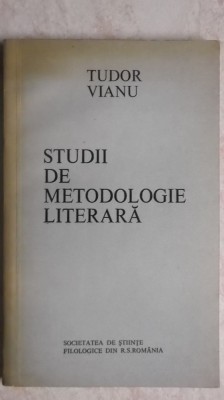 TUDOR
VIANU
STUDII
DE
METODOLOGIE
LITERARĂ
SOCIETATEA DE ȘTIINȚE
FILOLOGICE DIN R.S.ROMÂNIA